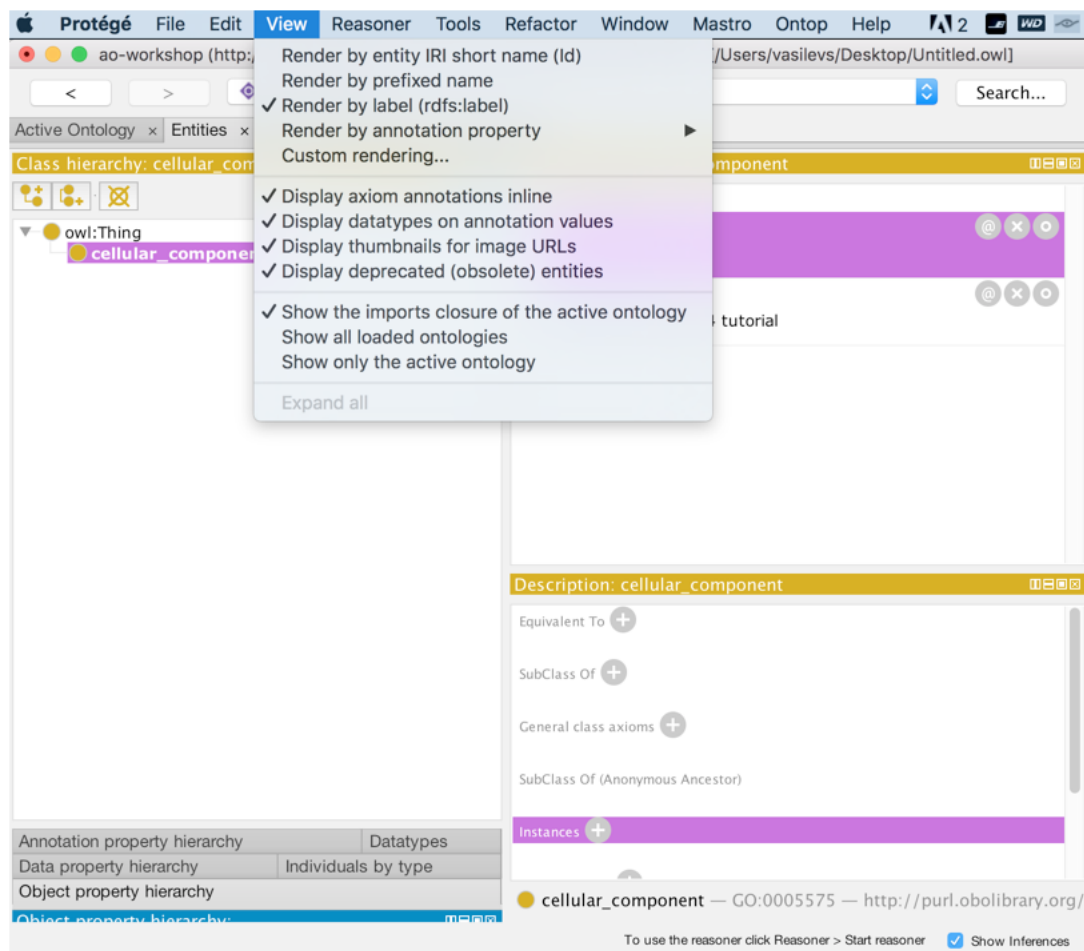 Protégé File Edit View Reasoner Tools Refactor Window Mastro Ontop Help 2 WD
ao-workshop (http:/ /Users/vasilevs/Desktop/Untitled.owl]
< > Search...
Active Ontology × Entities ×
Render by entity IRI short name (Id)
Render by prefixed name
✓ Render by label (rdfs:label)
Render by annotation property ▶
Custom rendering...
✓ Display axiom annotations inline
✓ Display datatypes on annotation values
✓ Display thumbnails for image URLs
✓ Display deprecated (obsolete) entities
✓ Show the imports closure of the active ontology
Show all loaded ontologies
Show only the active ontology
Expand all
Class hierarchy: cellular_com
owl:Thing
cellular_componen
tutorial
Description: cellular_component
Equivalent To
SubClass Of
General class axioms
SubClass Of (Anonymous Ancestor)
Instances
Annotation property hierarchy Datatypes
Data property hierarchy Individuals by type
Object property hierarchy
Object property hierarchy:
cellular_component — GO:0005575 — http://purl.obolibrary.org/
To use the reasoner click Reasoner > Start reasoner Show Inferences